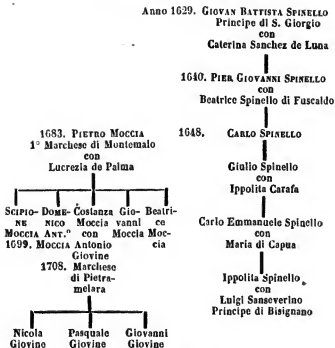 Anno 1629. GIOVAN BATTISTA SPINELLO
Principe di S. Giorgio
con
Caterina Sanchez de Luna
1640. PIER GIOVANNI SPINELLO
con
Beatrice Spinello di Fuscaldo
1648. CARLO SPINELLO
Giulio Spinello
con
Ippolita Carafa
Carlo Emmanuele Spinello
con
Maria di Capua
Ippolita Spinello
con
Luigi Sanseverino
Principe di Bisignano
1683. PIETRO MOCCIA
1° Marchese di Montemalo
con
Lucrezia de Palma
SCIPIO- DOME- Costanza Gio- Beatri-
NE NICO Moccia vanni ce
MOCCIA ANT.° con Moccia Moc-
1699. MOCCIA Antonio cia
Giovine
1708. Marchese
di Pietra-
melara
Nicola Pasquale Giovanni
Giovine Giovine Giovine